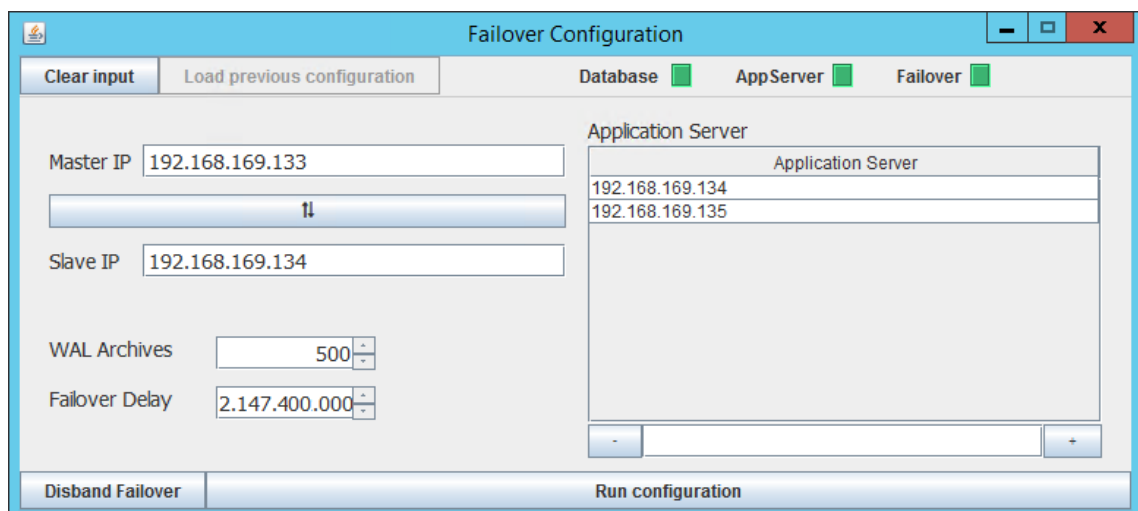 Failover Configuration
Clear input
Load previous configuration
Database
AppServer
Failover
Master IP 192.168.169.133
⇅
Slave IP 192.168.169.134
WAL Archives 500
Failover Delay 2.147.400.000
Application Server
Application Server
192.168.169.134
192.168.169.135
- +
Disband Failover
Run configuration